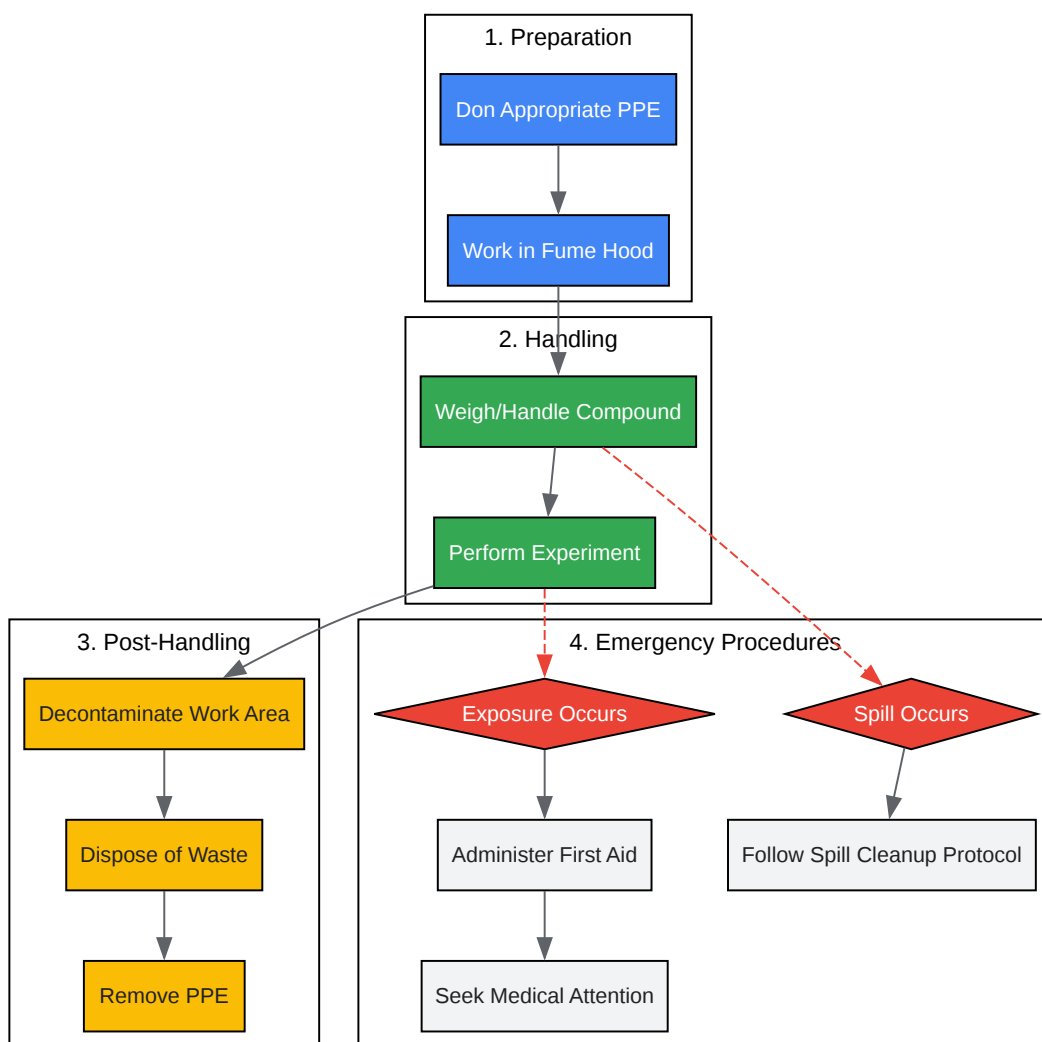 1. Preparation
Don Appropriate PPE
Work in Fume Hood
2. Handling
Weigh/Handle Compound
Perform Experiment
3. Post-Handling
Decontaminate Work Area
Dispose of Waste
Remove PPE
4. Emergency Procedures
Exposure Occurs
Spill Occurs
Administer First Aid
Follow Spill Cleanup Protocol
Seek Medical Attention